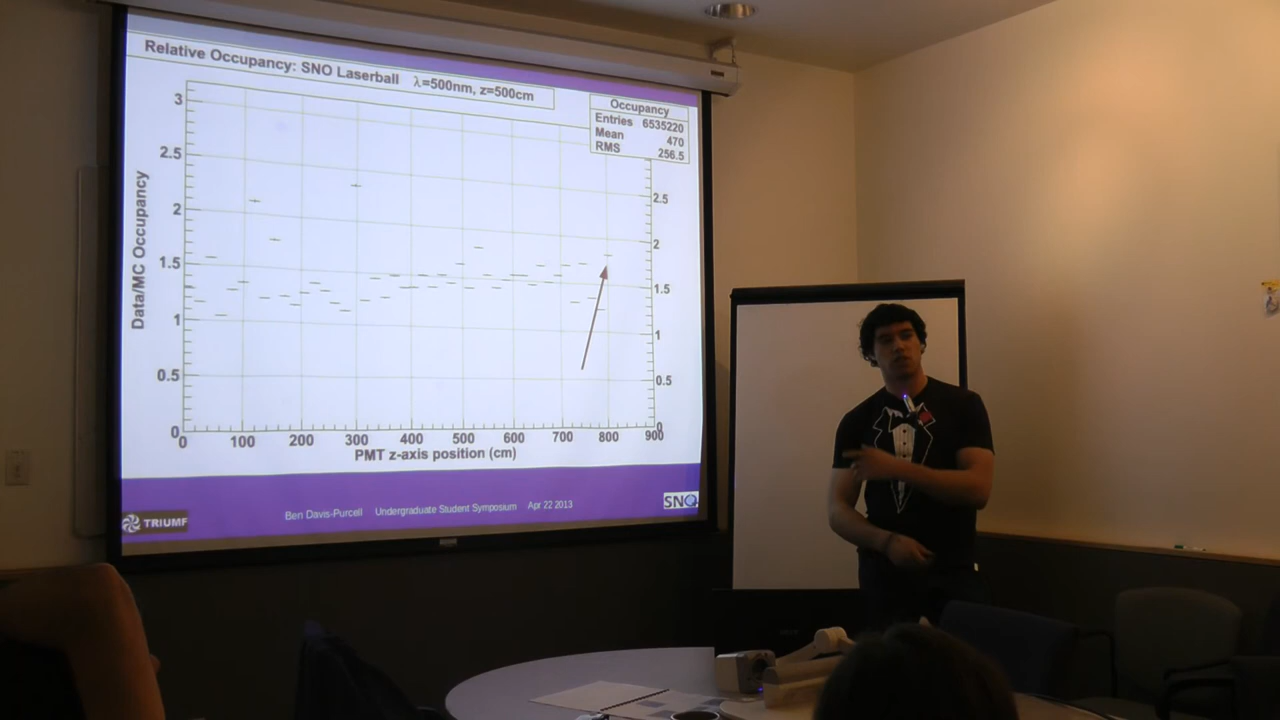 Relative Occupancy: SNO Laserball λ=500nm, z=500cm
Occupancy
Entries 6535220
Mean 470
RMS 256.5
Data/MC Occupancy
3
2.5
2
1.5
1
0.5
0
2.5
2
1.5
1
0.5
0
0 100 200 300 400 500 600 700 800 900
PMT z-axis position (cm)
Ben Davis-Purcell Undergraduate Student Symposium Apr 22 2013
TRIUMF
SNO